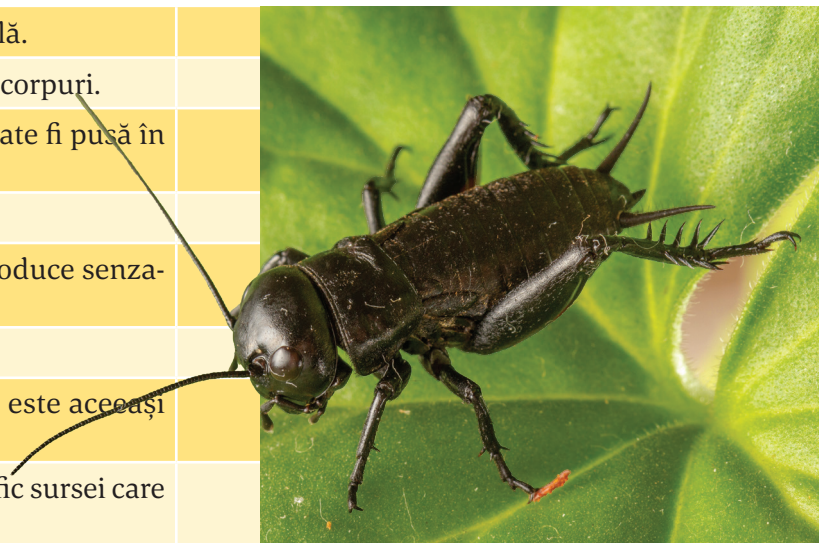 lă.
corpuri.
ate fi pusă în
oduce senza-
este aceeași
fic sursei care